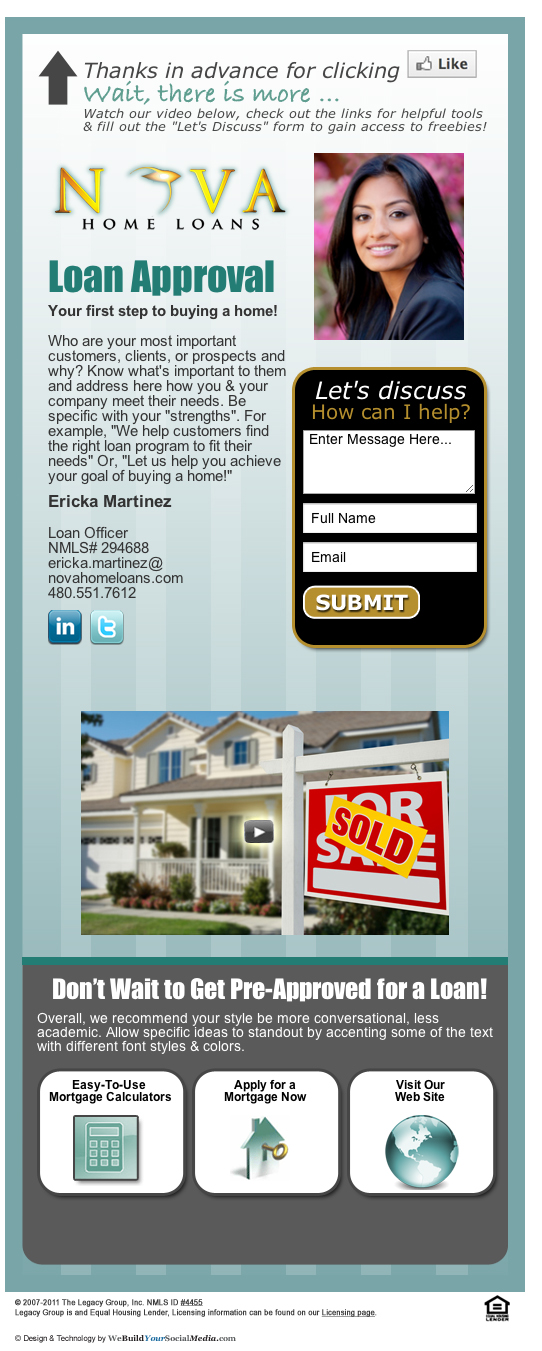 Thanks in advance for clicking Like
Wait, there is more ...
Watch our video below, check out the links for helpful tools
& fill out the "Let's Discuss" form to gain access to freebies!
NOVA
HOME LOANS
Loan Approval
Your first step to buying a home!
Who are your most important
customers, clients, or prospects and
why? Know what's important to them
and address here how you & your
company meet their needs. Be
specific with your "strengths". For
example, "We help customers find
the right loan program to fit their
needs" Or, "Let us help you achieve
your goal of buying a home!"
Ericka Martinez
Loan Officer
NMLS# 294688
ericka.martinez@
novahomeloans.com
480.551.7612
in t
Let's discuss
How can I help?
Enter Message Here...
Full Name
Email
SUBMIT
FOR
SOLD
SALE
Don't Wait to Get Pre-Approved for a Loan!
Overall, we recommend your style be more conversational, less
academic. Allow specific ideas to standout by accenting some of the text
with different font styles & colors.
Easy-To-Use
Mortgage Calculators
Apply for a
Mortgage Now
Visit Our
Web Site
© 2007-2011 The Legacy Group, Inc. NMLS ID #4455
Legacy Group is and Equal Housing Lender, Licensing information can be found on our Licensing page.
EQUAL HOUSING
LENDER
© Design & Technology by WeBuildYourSocialMedia.com